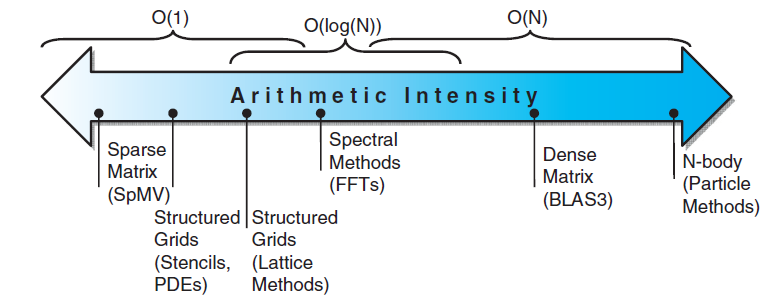 O(1)
O(log(N))
O(N)
Arithmetic Intensity
Sparse
Matrix
(SpMV)
Structured
Grids
(Stencils,
PDEs)
Structured
Grids
(Lattice
Methods)
Spectral
Methods
(FFTs)
Dense
Matrix
(BLAS3)
N-body
(Particle
Methods)